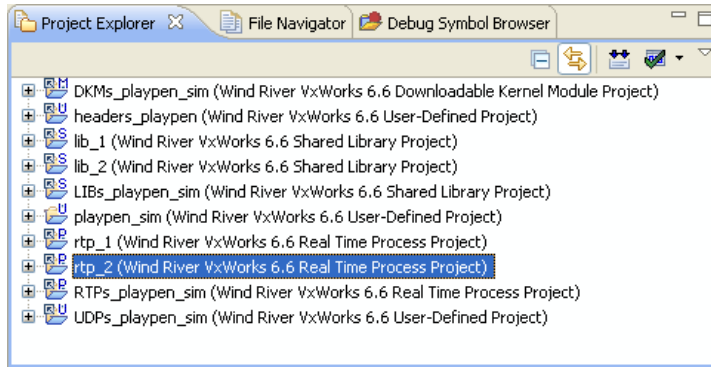 Project Explorer File Navigator Debug Symbol Browser
M DKMs_playpen_sim (Wind River VxWorks 6.6 Downloadable Kernel Module Project)
U headers_playpen (Wind River VxWorks 6.6 User-Defined Project)
S lib_1 (Wind River VxWorks 6.6 Shared Library Project)
S lib_2 (Wind River VxWorks 6.6 Shared Library Project)
S LIBs_playpen_sim (Wind River VxWorks 6.6 Shared Library Project)
U playpen_sim (Wind River VxWorks 6.6 User-Defined Project)
P rtp_1 (Wind River VxWorks 6.6 Real Time Process Project)
P rtp_2 (Wind River VxWorks 6.6 Real Time Process Project)
P RTPs_playpen_sim (Wind River VxWorks 6.6 Real Time Process Project)
U UDPs_playpen_sim (Wind River VxWorks 6.6 User-Defined Project)